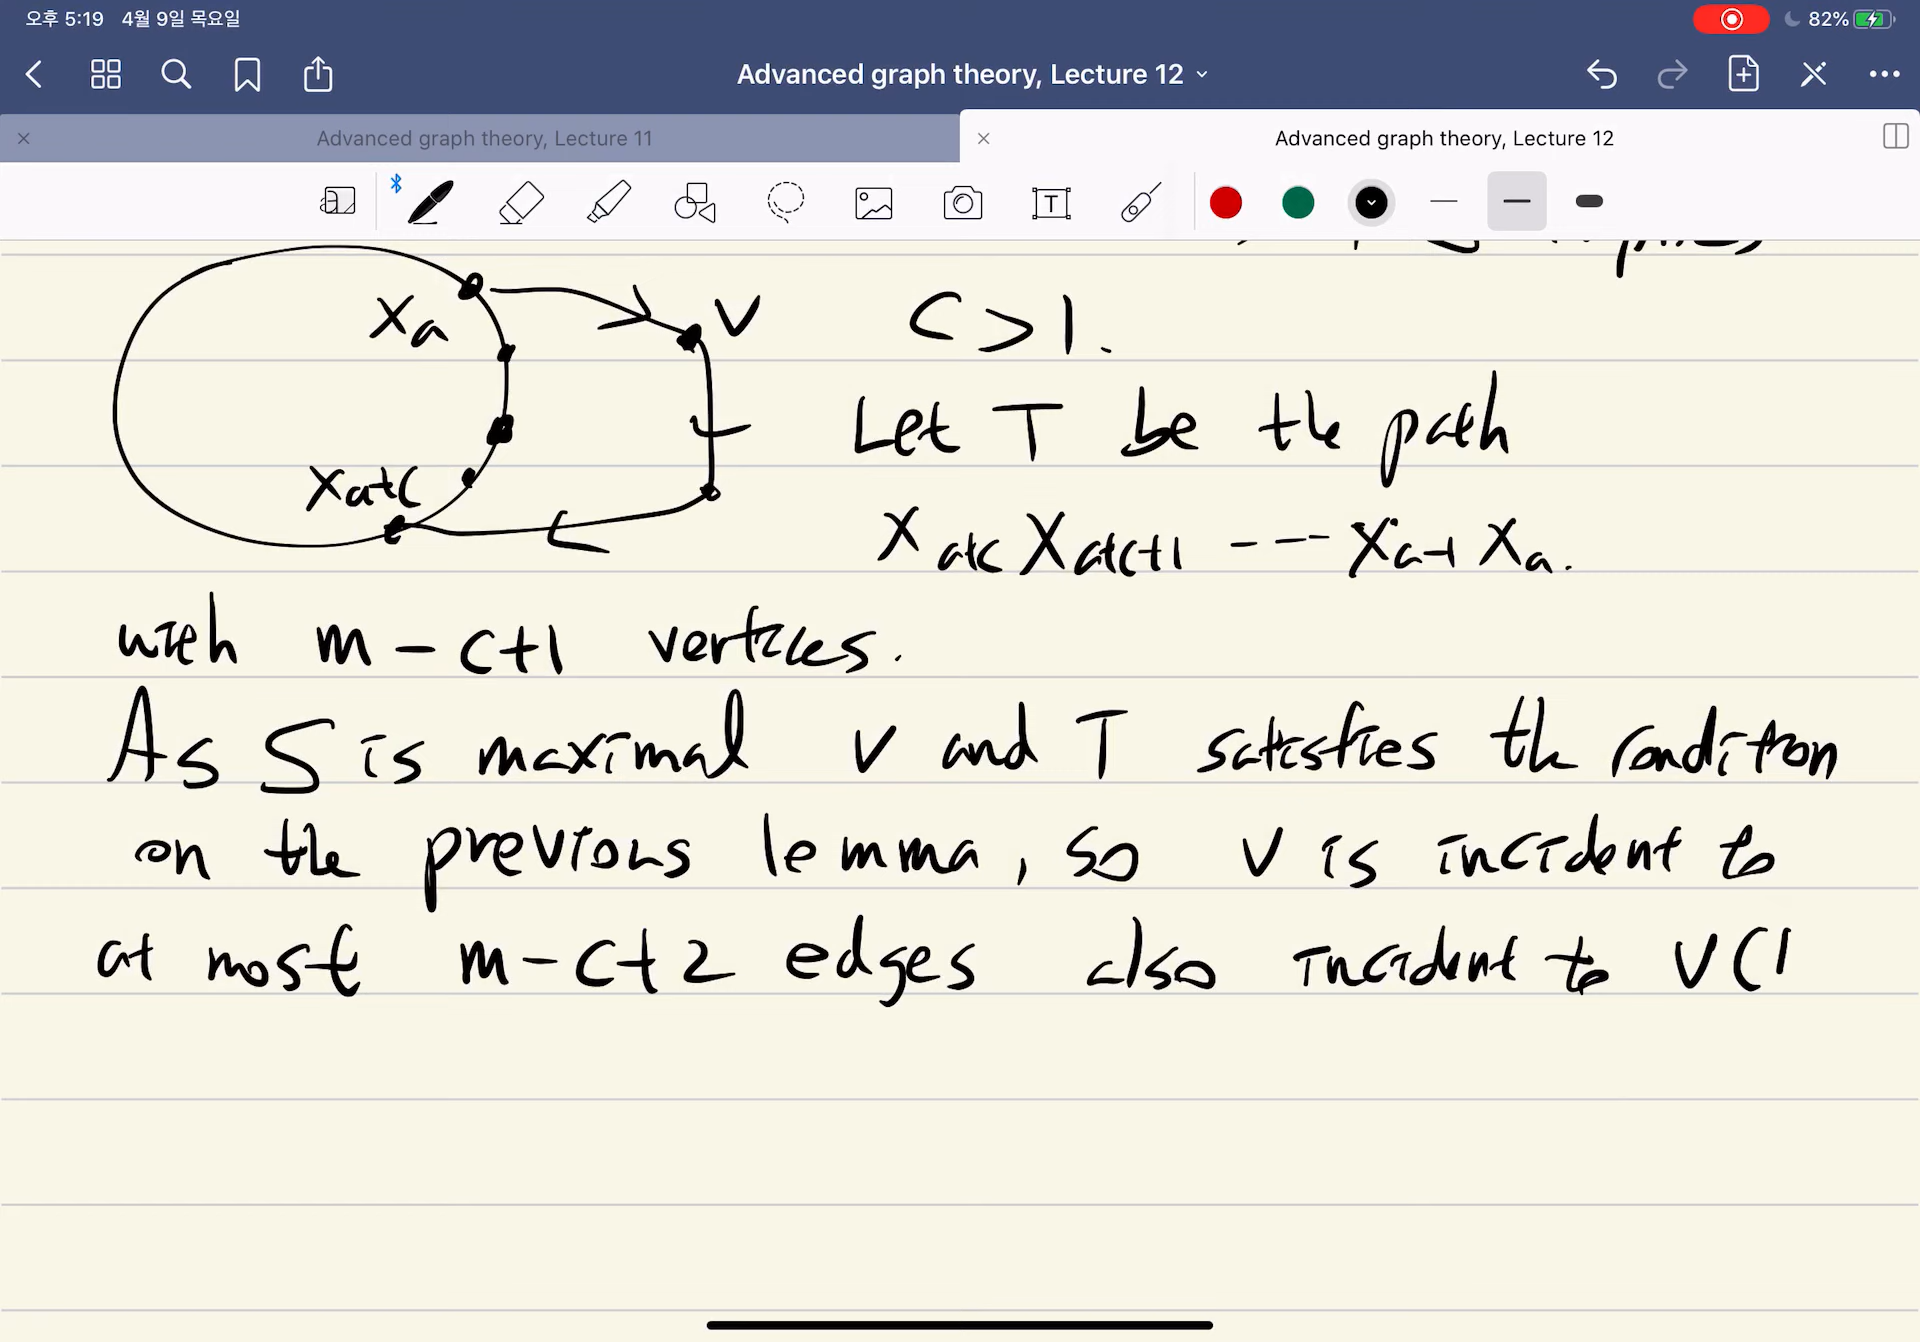 오후 5:19 4월 9일 목요일
82%
Advanced graph theory, Lecture 12
Advanced graph theory, Lecture 11
Advanced graph theory, Lecture 12
Xa
V
C > 1.
Let T be the path
Xa+c
Xa+c Xa+c+1 --- Xa-1 Xa.
with m-c+1 vertices.
As S is maximal v and T satisfies the condition
on the previous lemma, so v is incident to
at most m-c+2 edges also incident to V(